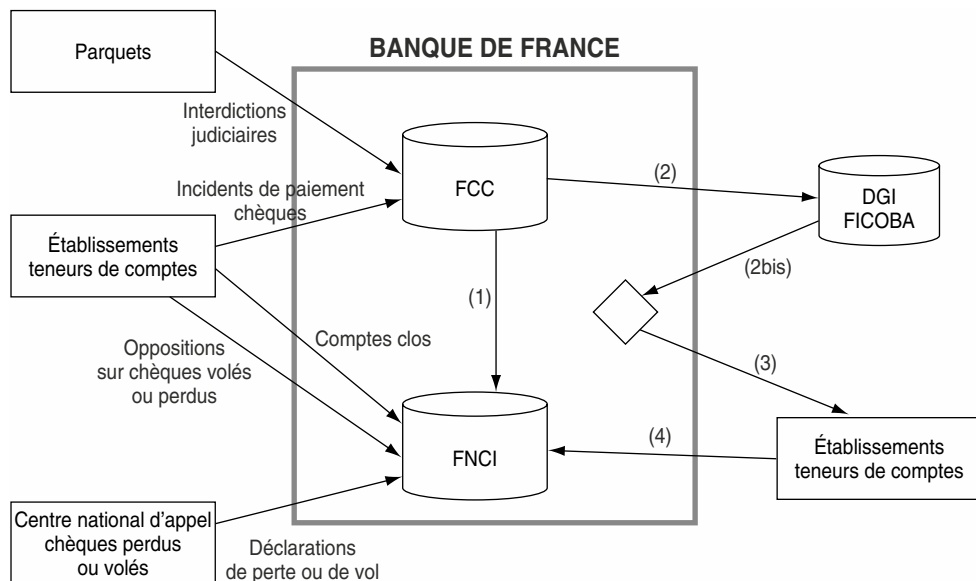 Parquets
BANQUE DE FRANCE
Interdictions
judiciaires
FCC
(2)
DGI
FICOBA
Incidents de paiement
chèques
Établissements
teneurs de comptes
(2bis)
(1)
Comptes clos
Oppositions
sur chèques volés
ou perdus
(3)
FNCI
(4)
Établissements
teneurs de comptes
Centre national d'appel
chèques perdus
ou volés
Déclarations
de perte ou de vol